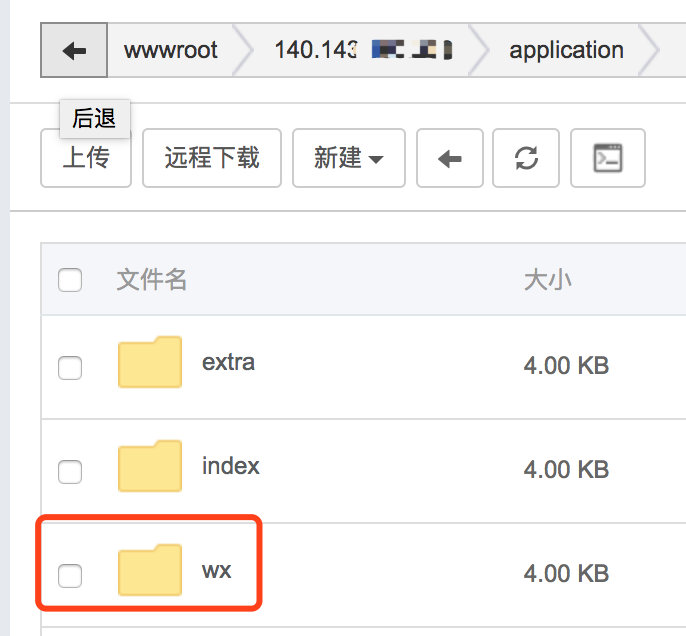 wwwroot 140.143 application
后退
上传 远程下载 新建
文件名 大小
extra 4.00 KB
index 4.00 KB
wx 4.00 KB